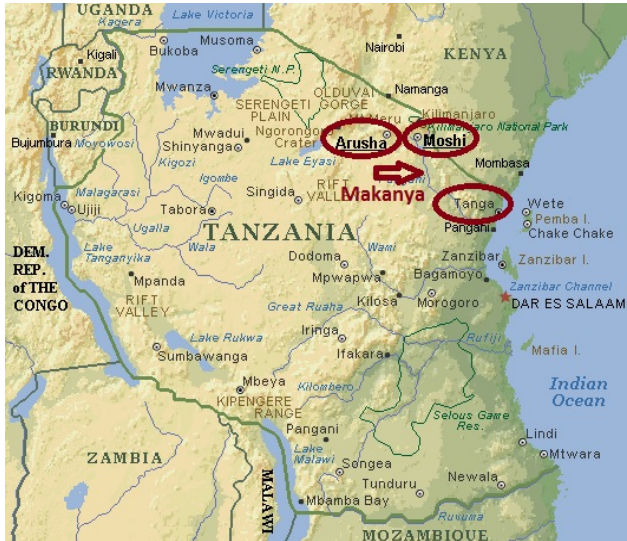 UGANDA
Kagera
Lake Victoria
Musoma
Bukoba
Kigali
RWANDA
Nairobi
KENYA
Serengeti N.P.
Mwanza
OLDUVAI
GORGE
Namanga
SERENGETI
PLAIN
Kilimanjaro
Kilimanjaro National Park
Meru
BURUNDI
Bujumbura
Moyowosi
Mwadui
Shinyanga
Ngorongoro
Crater
Arusha
Moshi
Kigozi
Lake Eyasi
Mombasa
Igombe
RIFT
VALLEY
Makanya
Kigoma
Ujiji
Malagarasi
Tabora
Singida
Tanga
Wete
Pemba I.
Chake Chake
Pangani
Ugalla
Wala
TANZANIA
Wami
Zanzibar
Zanzibar I.
DEM.
REP.
of THE
CONGO
Lake
Tanganyika
Dodoma
Mpwapwa
Bagamoyo
Zanzibar Channel
Mpanda
RIFT
VALLEY
Kilosa
Morogoro
DAR ES SALAAM
Great Ruaha
Lake Rukwa
Iringa
Rufiji
Sumbawanga
Ifakara
Mafia I.
Mbeya
Kilombero
Indian
Ocean
KIPENGERE
RANGE
Selous Game
Res.
Pangani
Lake
Malawi
Lindi
ZAMBIA
Songea
Mtwara
MALAWI
Tunduru
Newala
Mbamba Bay
Ruvuma
MOZAMBIQUE